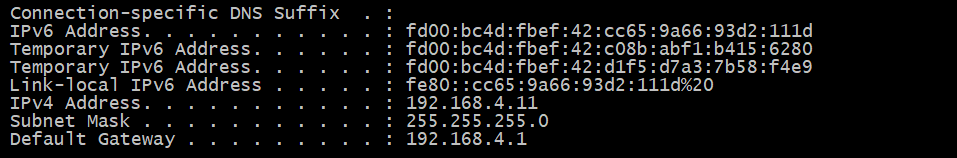 Connection-specific DNS Suffix  . :
IPv6 Address. . . . . . . . . . . : fd00:bc4d:fbef:42:cc65:9a66:93d2:111d
Temporary IPv6 Address. . . . . . : fd00:bc4d:fbef:42:c08b:abf1:b415:6280
Temporary IPv6 Address. . . . . . : fd00:bc4d:fbef:42:d1f5:d7a3:7b58:f4e9
Link-local IPv6 Address . . . . . : fe80::cc65:9a66:93d2:111d%20
IPv4 Address. . . . . . . . . . . : 192.168.4.11
Subnet Mask . . . . . . . . . . . : 255.255.255.0
Default Gateway . . . . . . . . . : 192.168.4.1